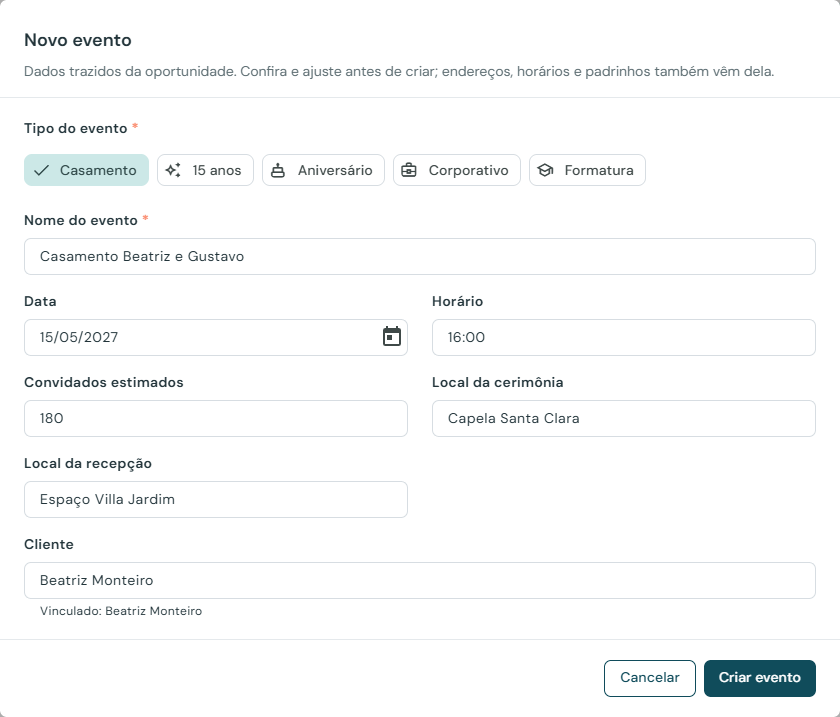 Novo evento
Dados trazidos da oportunidade. Confira e ajuste antes de criar; endereços, horários e padrinhos também vêm dela.
Tipo do evento *
Casamento
15 anos
Aniversário
Corporativo
Formatura
Nome do evento *
Casamento Beatriz e Gustavo
Data
Horário
15/05/2027
16:00
Convidados estimados
Local da cerimônia
180
Capela Santa Clara
Local da recepção
Espaço Villa Jardim
Cliente
Beatriz Monteiro
Vinculado: Beatriz Monteiro
Cancelar
Criar evento